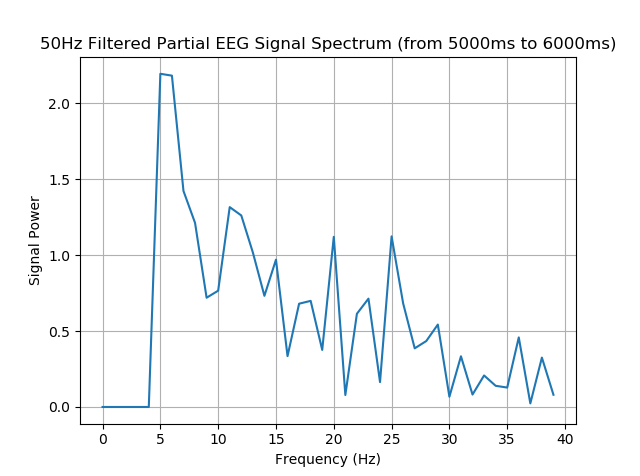 50Hz Filtered Partial EEG Signal Spectrum (from 5000ms to 6000ms)
2.0
1.5
1.0
0.5
0.0
Signal Power
0 5 10 15 20 25 30 35 40
Frequency (Hz)